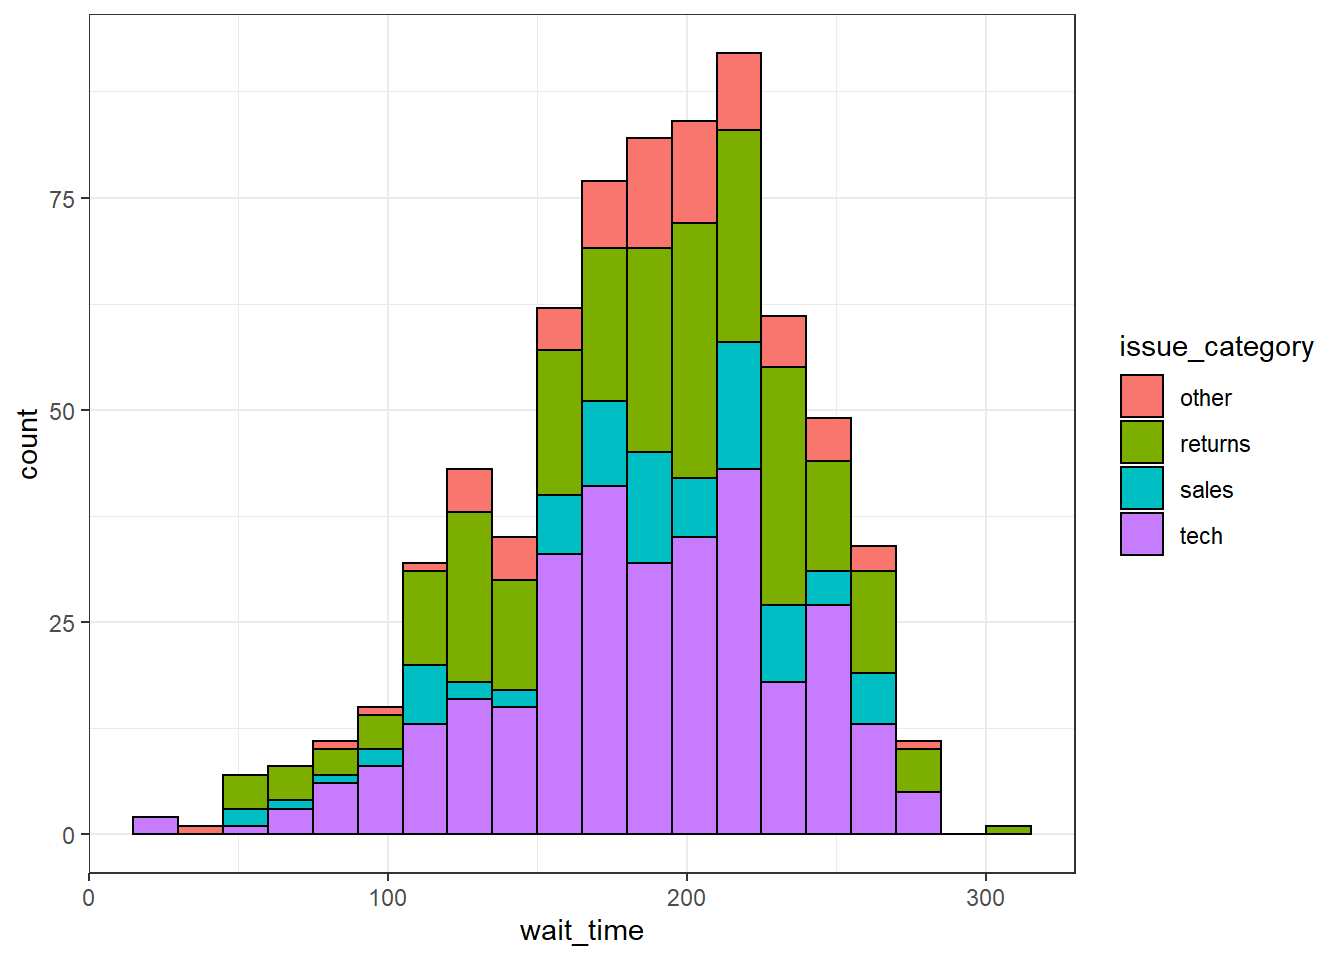 75
50
25
0
count
0 100 200 300
wait_time
issue_category
other
returns
sales
tech